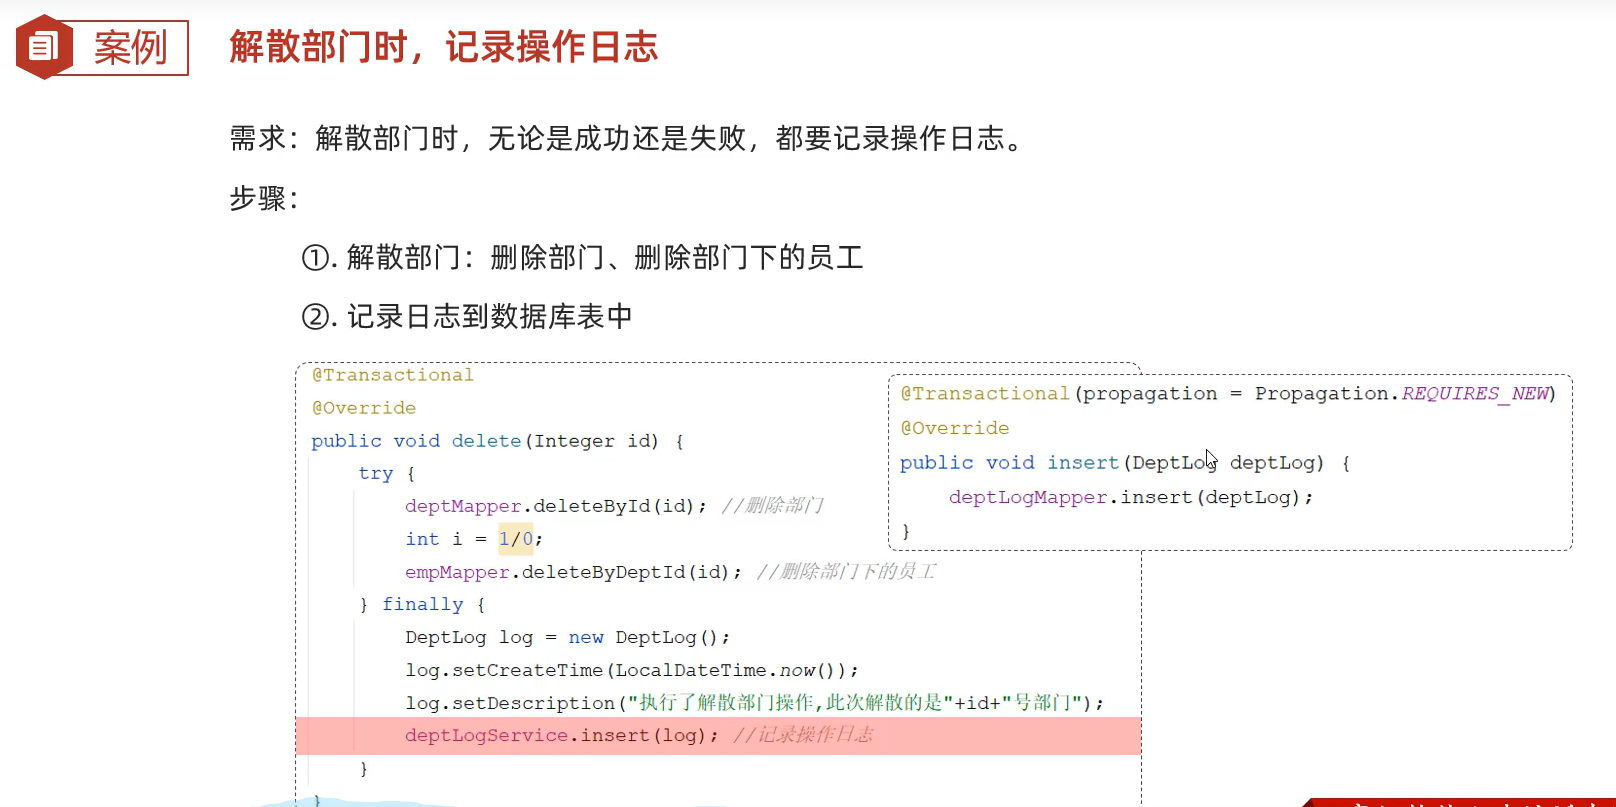 案例
解散部门时，记录操作日志
需求：解散部门时，无论是成功还是失败，都要记录操作日志。
步骤：
①. 解散部门：删除部门、删除部门下的员工
②. 记录日志到数据库表中
@Transactional
@Override
public void delete(Integer id) {
try {
deptMapper.deleteById(id); //删除部门
int i = 1/0;
empMapper.deleteByDeptId(id); //删除部门下的员工
} finally {
DeptLog log = new DeptLog();
log.setCreateTime(LocalDateTime.now());
log.setDescription("执行了解散部门操作,此次解散的是"+id+"号部门");
deptLogService.insert(log); //记录操作日志
}
}
@Transactional(propagation = Propagation.REQUIRES_NEW)
@Override
public void insert(DeptLog deptLog) {
deptLogMapper.insert(deptLog);
}